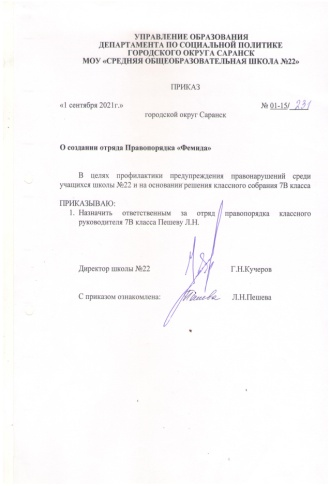 УПРАВЛЕНИЕ ОБРАЗОВАНИЯ
ДЕПАРТАМЕНТА ПО СОЦИАЛЬНОЙ ПОЛИТИКЕ
ГОРОДСКОГО ОКРУГА САРАНСК
МОУ «СРЕДНЯЯ ОБЩЕОБРАЗОВАТЕЛЬНАЯ ШКОЛА №22»
ПРИКАЗ
«1 сентября 2021г.» № 01-15/ 231
городской округ Саранск
О создании отряда Правопорядка «Фемида»
В целях профилактики предупреждения правонарушений среди
учащихся школы №22 и на основании решения классного собрания 7В класса
ПРИКАЗЫВАЮ:
1. Назначить ответственным за отряд правопорядка классного
руководителя 7В класса Пешеву Л.Н.
Директор школы №22 Г.Н.Кучеров
С приказом ознакомлена: Л.Н.Пешева